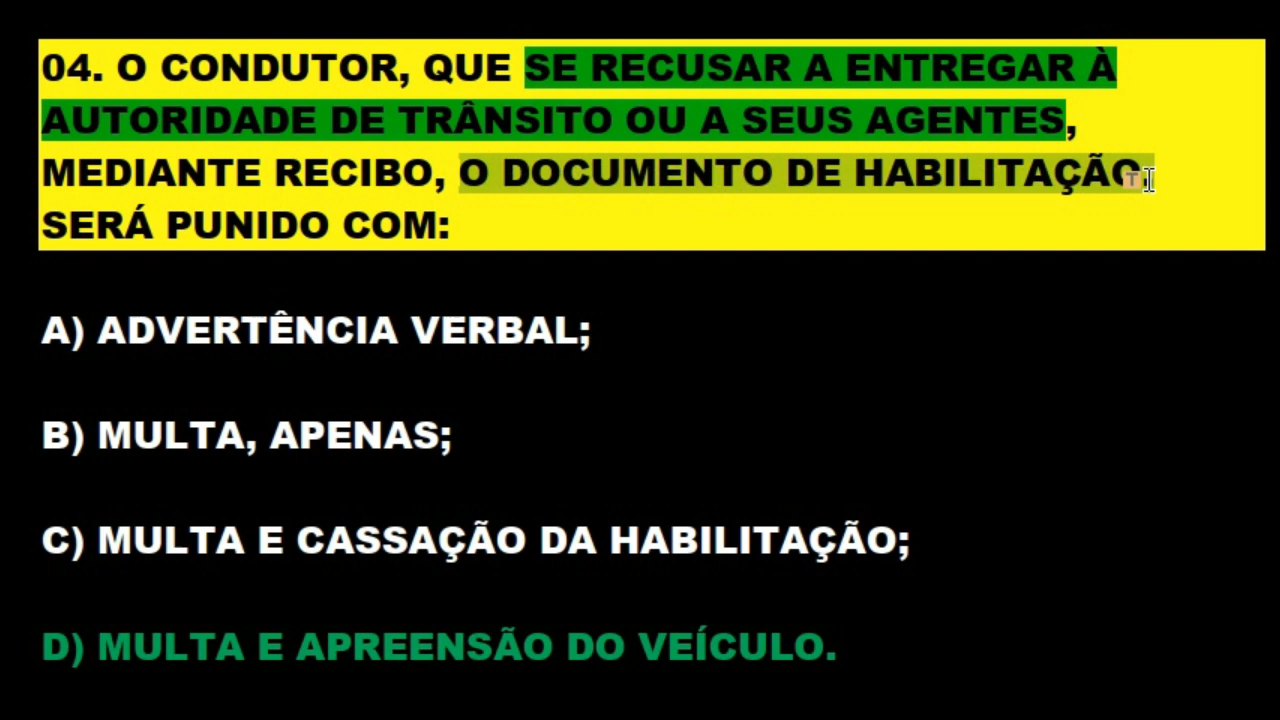 04. O CONDUTOR, QUE SE RECUSAR A ENTREGAR À
AUTORIDADE DE TRÂNSITO OU A SEUS AGENTES,
MEDIANTE RECIBO, O DOCUMENTO DE HABILITAÇÃO.
SERÁ PUNIDO COM:
A) ADVERTÊNCIA VERBAL;
B) MULTA, APENAS;
C) MULTA E CASSAÇÃO DA HABILITAÇÃO;
D) MULTA E APREENSÃO DO VEÍCULO.